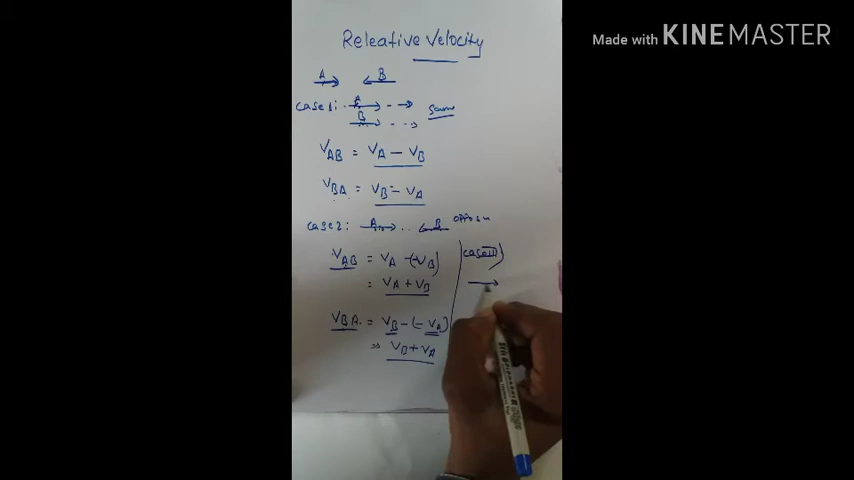 Made with KINEMASTER
Releative Velocity
A B
Case1: A
B same
VAB = VA - VB
VBA = VB - VA
Case2: A .. B
VAB = VA -(-VB)
= VA + VB
VBA. = VB -(- VA)
⇒ VB + VA
Case III